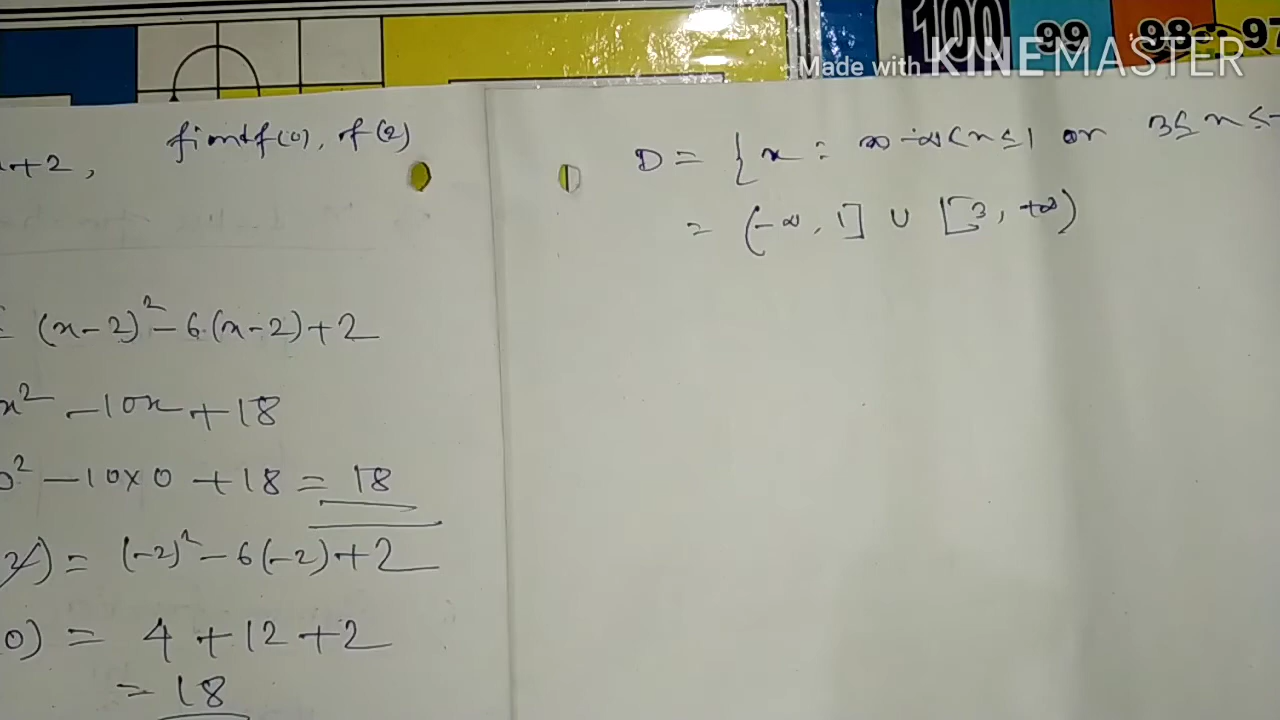 100 99 98 97
Made with KINEMASTER
x+2, find f(0), f(2)
= (x-2)² - 6(x-2) + 2
x² - 10x + 18
0² - 10×0 + 18 = 18
2) = (-2)² - 6(-2) + 2
0) = 4 + 12 + 2
= 18
D = { x : -∞ < x ≤ 1 or 3 ≤ x ≤
= (-∞, 1] ∪ [3, +∞)